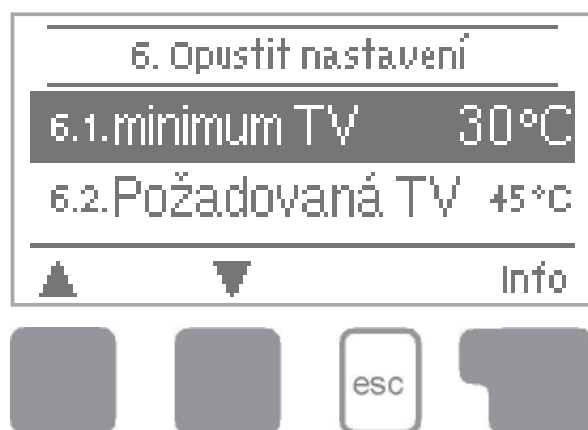 6. Opustit nastavení
6.1.minimum TV 30°C
6.2.Požadovaná TV 45°C
Info
esc